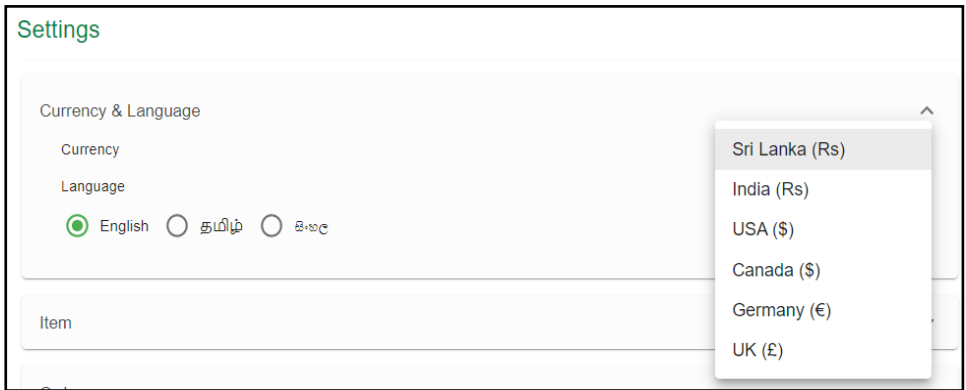 Settings
Currency & Language
Currency
Language
English தமிழ் සිංහල
Sri Lanka (Rs)
India (Rs)
USA ($)
Canada ($)
Germany (€)
UK (£)
Item